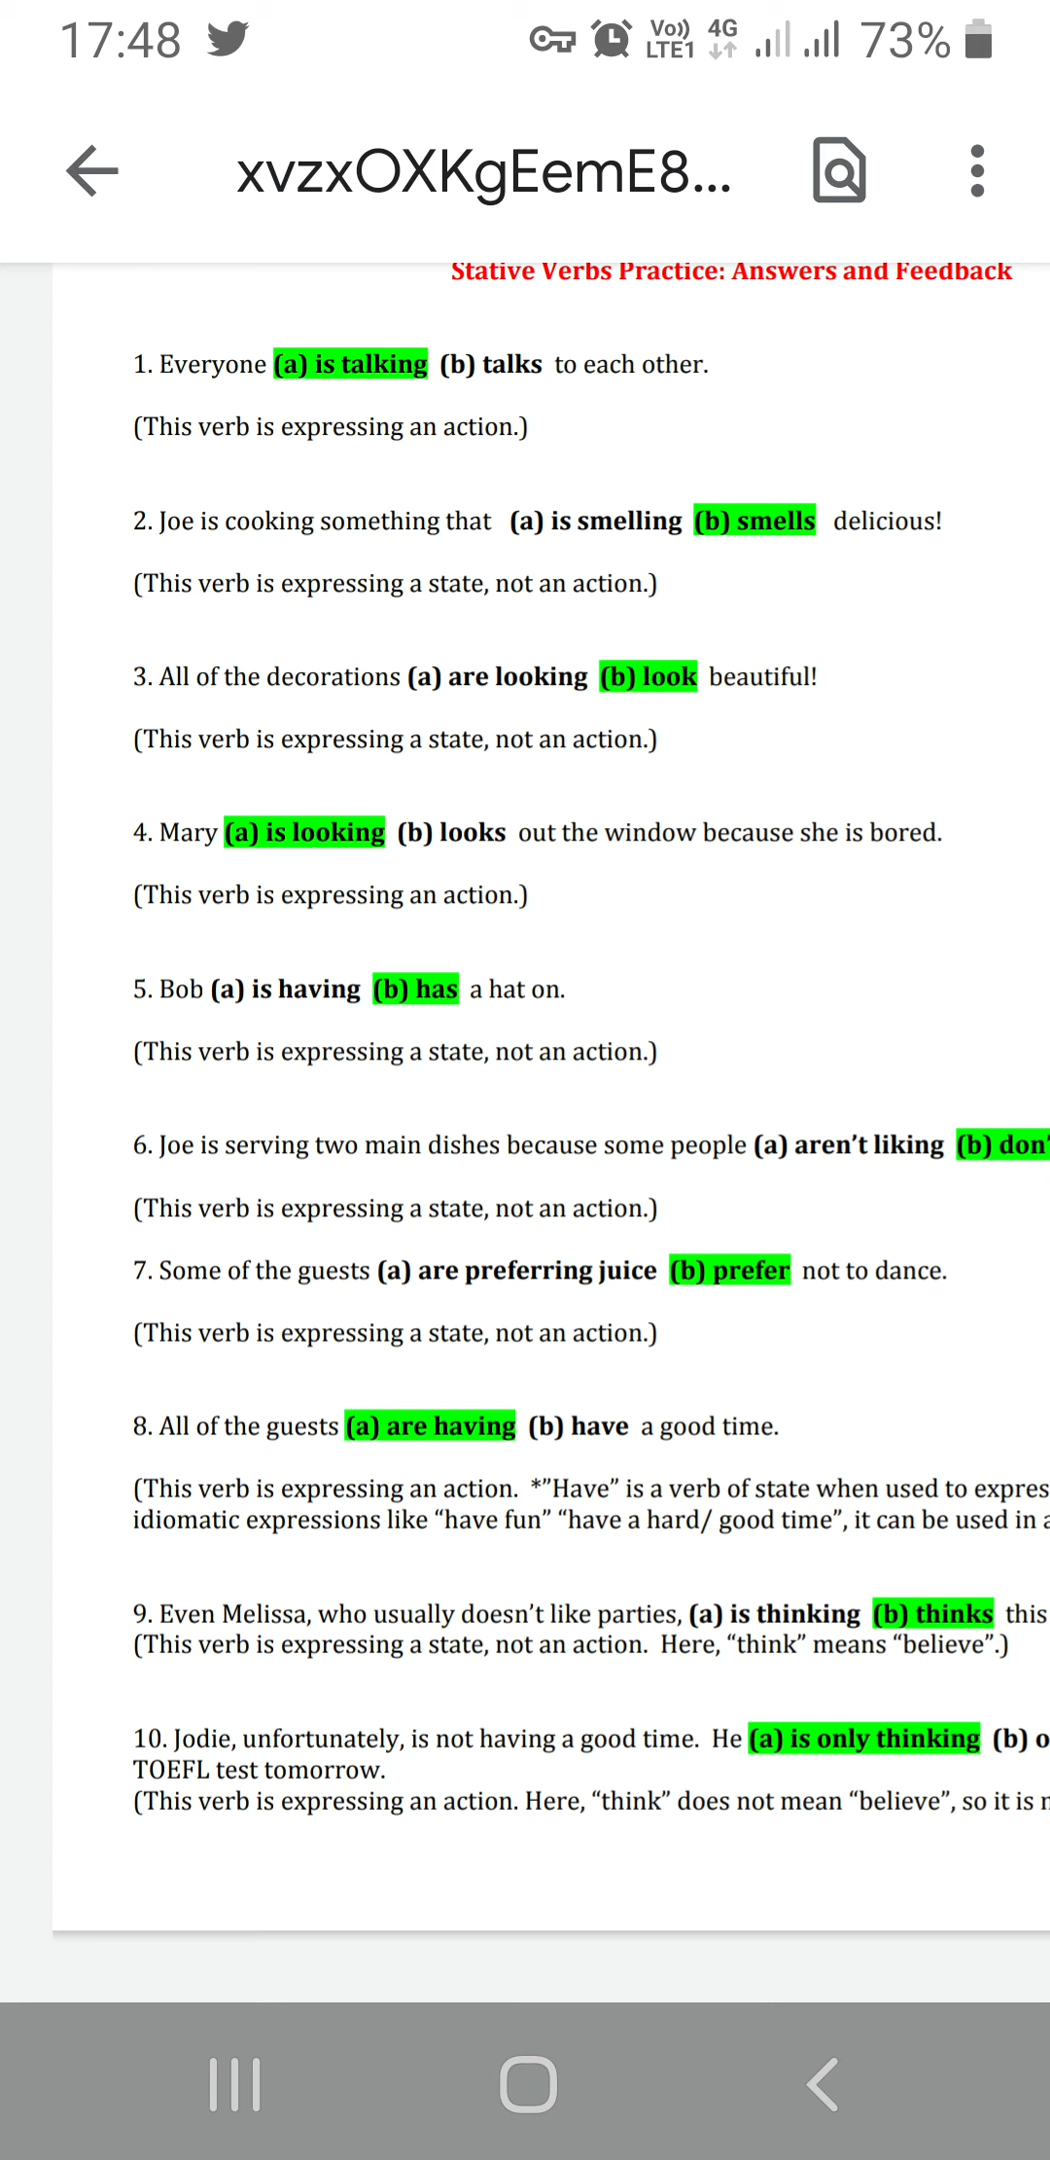 17:48 Vo)) LTE1 4G 73%
xvzxOXKgEemE8...
Stative Verbs Practice: Answers and Feedback
1. Everyone (a) is talking (b) talks to each other.
(This verb is expressing an action.)
2. Joe is cooking something that (a) is smelling (b) smells delicious!
(This verb is expressing a state, not an action.)
3. All of the decorations (a) are looking (b) look beautiful!
(This verb is expressing a state, not an action.)
4. Mary (a) is looking (b) looks out the window because she is bored.
(This verb is expressing an action.)
5. Bob (a) is having (b) has a hat on.
(This verb is expressing a state, not an action.)
6. Joe is serving two main dishes because some people (a) aren’t liking (b) don’
(This verb is expressing a state, not an action.)
7. Some of the guests (a) are preferring juice (b) prefer not to dance.
(This verb is expressing a state, not an action.)
8. All of the guests (a) are having (b) have a good time.
(This verb is expressing an action. *”Have” is a verb of state when used to expres
idiomatic expressions like “have fun” “have a hard/ good time”, it can be used in a
9. Even Melissa, who usually doesn’t like parties, (a) is thinking (b) thinks this
(This verb is expressing a state, not an action. Here, “think” means “believe”.)
10. Jodie, unfortunately, is not having a good time. He (a) is only thinking (b) o
TOEFL test tomorrow.
(This verb is expressing an action. Here, “think” does not mean “believe”, so it is